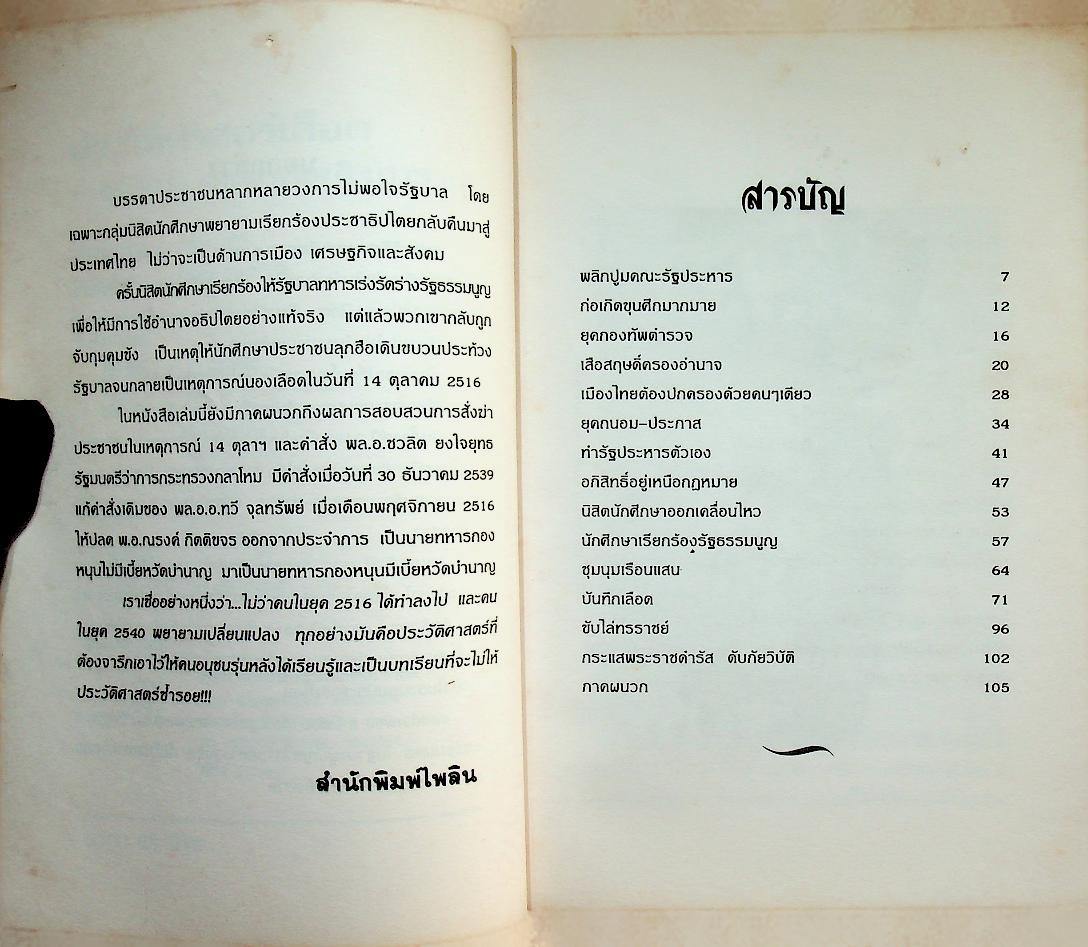 บรรดาประชาชนหลากหลายวงการไม่พอใจรัฐบาล โดย
เฉพาะกลุ่มนิสิตนักศึกษาพยายามเรียกร้องประชาธิปไตยกลับคืนมาสู่
ประเทศไทย ไม่ว่าจะเป็นด้านการเมือง เศรษฐกิจและสังคม
ครั้นนิสิตนักศึกษาเรียกร้องให้รัฐบาลทหารเร่งรัดร่างรัฐธรรมนูญ
เพื่อให้มีการใช้อำนาจอธิปไตยอย่างแท้จริง แต่แล้วพวกเขากลับถูก
จับกุมคุมขัง เป็นเหตุให้นักศึกษาประชาชนลุกฮือเดินขบวนประท้วง
รัฐบาลจนกลายเป็นเหตุการณ์นองเลือดในวันที่ 14 ตุลาคม 2516
ในหนังสือเล่มนี้ยังมีภาคผนวกถึงผลการสอบสวนการสั่งฆ่า
ประชาชนในเหตุการณ์ 14 ตุลาฯ และคำสั่ง พล.อ.ชวลิต ยงใจยุทธ
รัฐมนตรีว่าการกระทรวงกลาโหม มีคำสั่งเมื่อวันที่ 30 ธันวาคม 2539
แก้คำสั่งเดิมของ พล.อ.อ.ทวี จุลทรัพย์ เมื่อเดือนพฤศจิกายน 2516
ให้ปลด พ.อ.ณรงค์ กิตติขจร ออกจากประจำการ เป็นนายทหารกอง
หนุนไม่มีเบี้ยหวัดบำนาญ มาเป็นนายทหารกองหนุนมีเบี้ยหวัดบำนาญ
เราเชื่ออย่างหนึ่งว่า...ไม่ว่าคนในยุค 2516 ได้ทำลงไป และคน
ในยุค 2540 พยายามเปลี่ยนแปลง ทุกอย่างมันคือประวัติศาสตร์ที่
ต้องจารึกเอาไว้ให้คนอนุชนรุ่นหลังได้เรียนรู้และเป็นบทเรียนที่จะไม่ให้
ประวัติศาสตร์ซ้ำรอย!!!
สำนักพิมพ์ไพลิน
สารบัญ
พลิกปูมคณะรัฐประหาร 7
ก่อเกิดขุนศึกมากมาย 12
ยุคกองทัพตำรวจ 16
เสือสฤษดิ์ครองอำนาจ 20
เมืองไทยต้องปกครองด้วยคนๆเดียว 28
ยุคถนอม-ประภาส 34
ทำรัฐประหารตัวเอง 41
อภิสิทธิ์อยู่เหนือกฎหมาย 47
นิสิตนักศึกษาออกเคลื่อนไหว 53
นักศึกษาเรียกร้องรัฐธรรมนูญ 57
ชุมนุมเรือนแสน 64
บันทึกเลือด 71
ขับไล่ทรราชย์ 96
กระแสพระราชดำรัส ดับภัยวิบัติ 102
ภาคผนวก 105